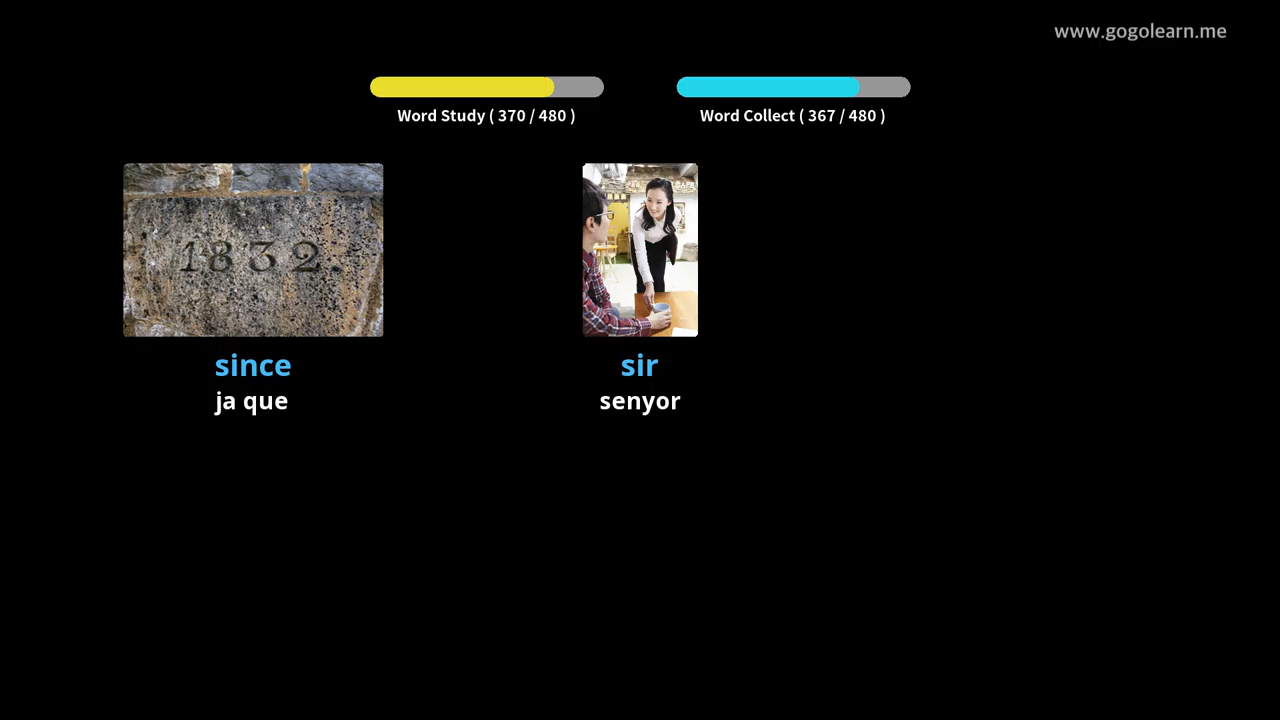 www.gogolearn.me
Word Study ( 370 / 480 )
Word Collect ( 367 / 480 )
1832.
since
ja que
sir
senyor